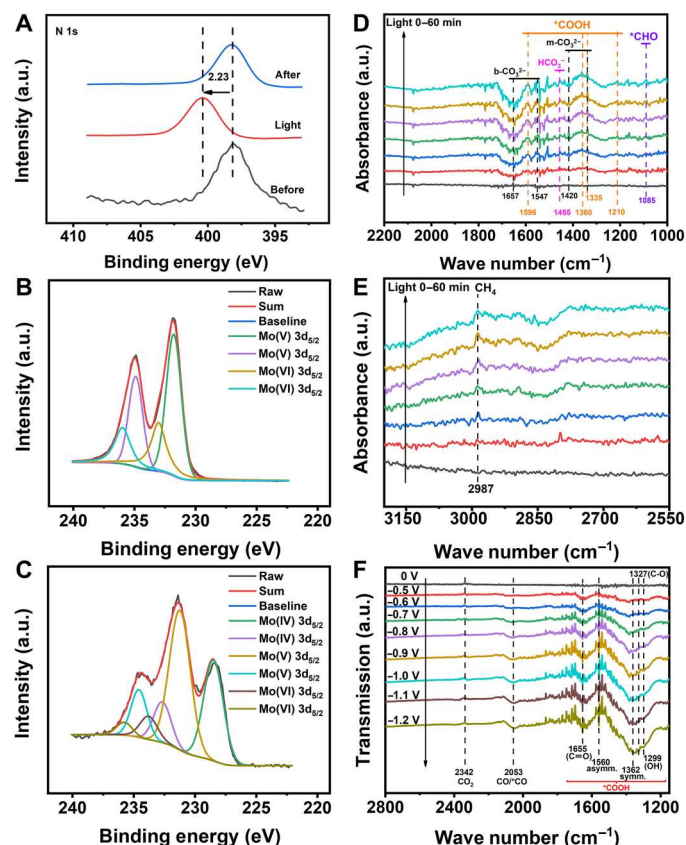 A
N 1s
2.23
After
Light
Before
Intensity (a.u.)
410 405 400 395
Binding energy (eV)
B
Raw
Sum
Baseline
Mo(V) 3d5/2
Mo(V) 3d5/2
Mo(VI) 3d5/2
Mo(VI) 3d5/2
Intensity (a.u.)
240 235 230 225 220
Binding energy (eV)
C
Raw
Sum
Baseline
Mo(IV) 3d5/2
Mo(IV) 3d5/2
Mo(V) 3d5/2
Mo(V) 3d5/2
Mo(VI) 3d5/2
Mo(VI) 3d5/2
Intensity (a.u.)
240 235 230 225 220
Binding energy (eV)
D
Light 0–60 min
*COOH
*CHO
m-CO₃²⁻
HCO₃⁻
b-CO₃²⁻
Absorbance (a.u.)
1657 1547 1420 1335
1596 1455 1360 1210 1085
2200 2000 1800 1600 1400 1200 1000
Wave number (cm⁻¹)
E
Light 0–60 min CH₄
Absorbance (a.u.)
2987
3150 3000 2850 2700 2550
Wave number (cm⁻¹)
F
1327(C-O)
0 V
−0.5 V
−0.6 V
−0.7 V
−0.8 V
−0.9 V
−1.0 V
−1.1 V
−1.2 V
Transmission (a.u.)
2342
CO₂
2053
CO/*CO
1655
(C=O)
1560
asymm.
1362
symm.
1299
(OH)
*COOH
2800 2400 2000 1600 1200
Wave number (cm⁻¹)